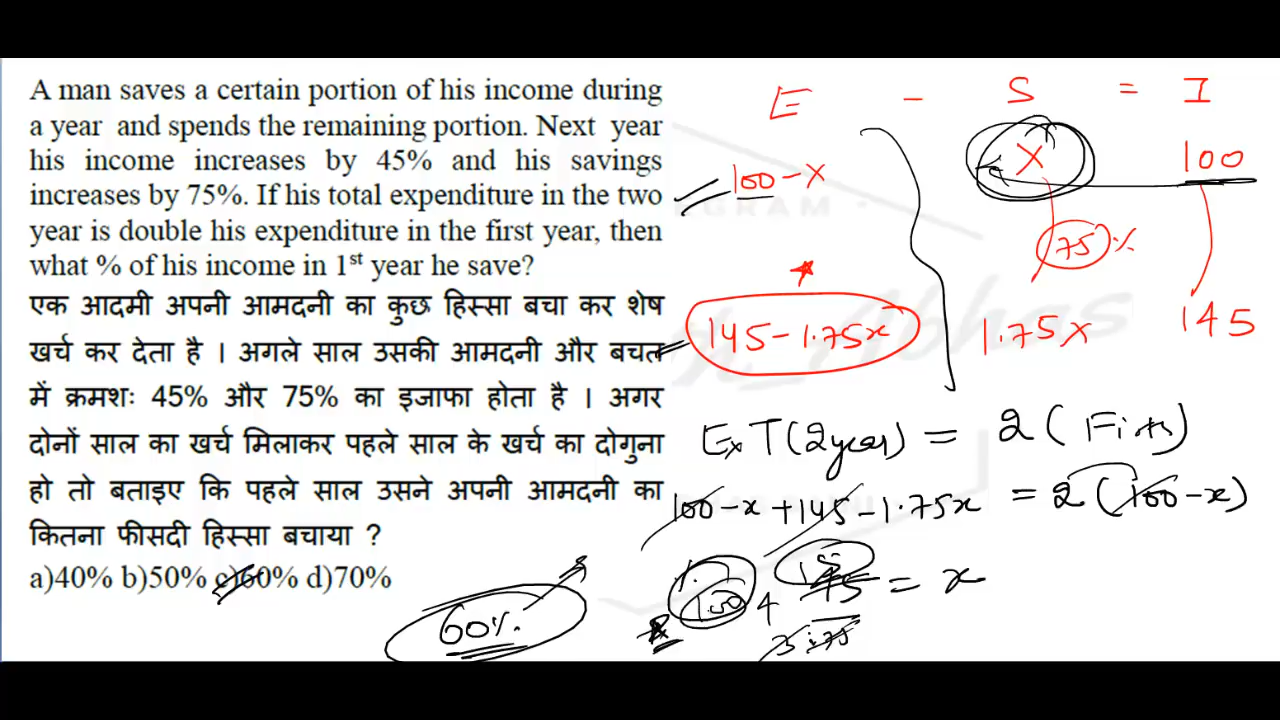 A man saves a certain portion of his income during
a year and spends the remaining portion. Next year
his income increases by 45% and his savings
increases by 75%. If his total expenditure in the two
year is double his expenditure in the first year, then
what % of his income in 1st year he save?
एक आदमी अपनी आमदनी का कुछ हिस्सा बचा कर शेष
खर्च कर देता है । अगले साल उसकी आमदनी और बचत
में क्रमशः 45% और 75% का इजाफा होता है । अगर
दोनों साल का खर्च मिलाकर पहले साल के खर्च का दोगुना
हो तो बताइए कि पहले साल उसने अपनी आमदनी का
कितना फीसदी हिस्सा बचाया ?
a)40% b)50% c)60% d)70%
60%
E - S = I
100-x x 100
75%
145-1.75x 1.75x 145
Ex T(2year) = 2(First)
100-x+145-1.75x = 2(100-x)
100 45 = x